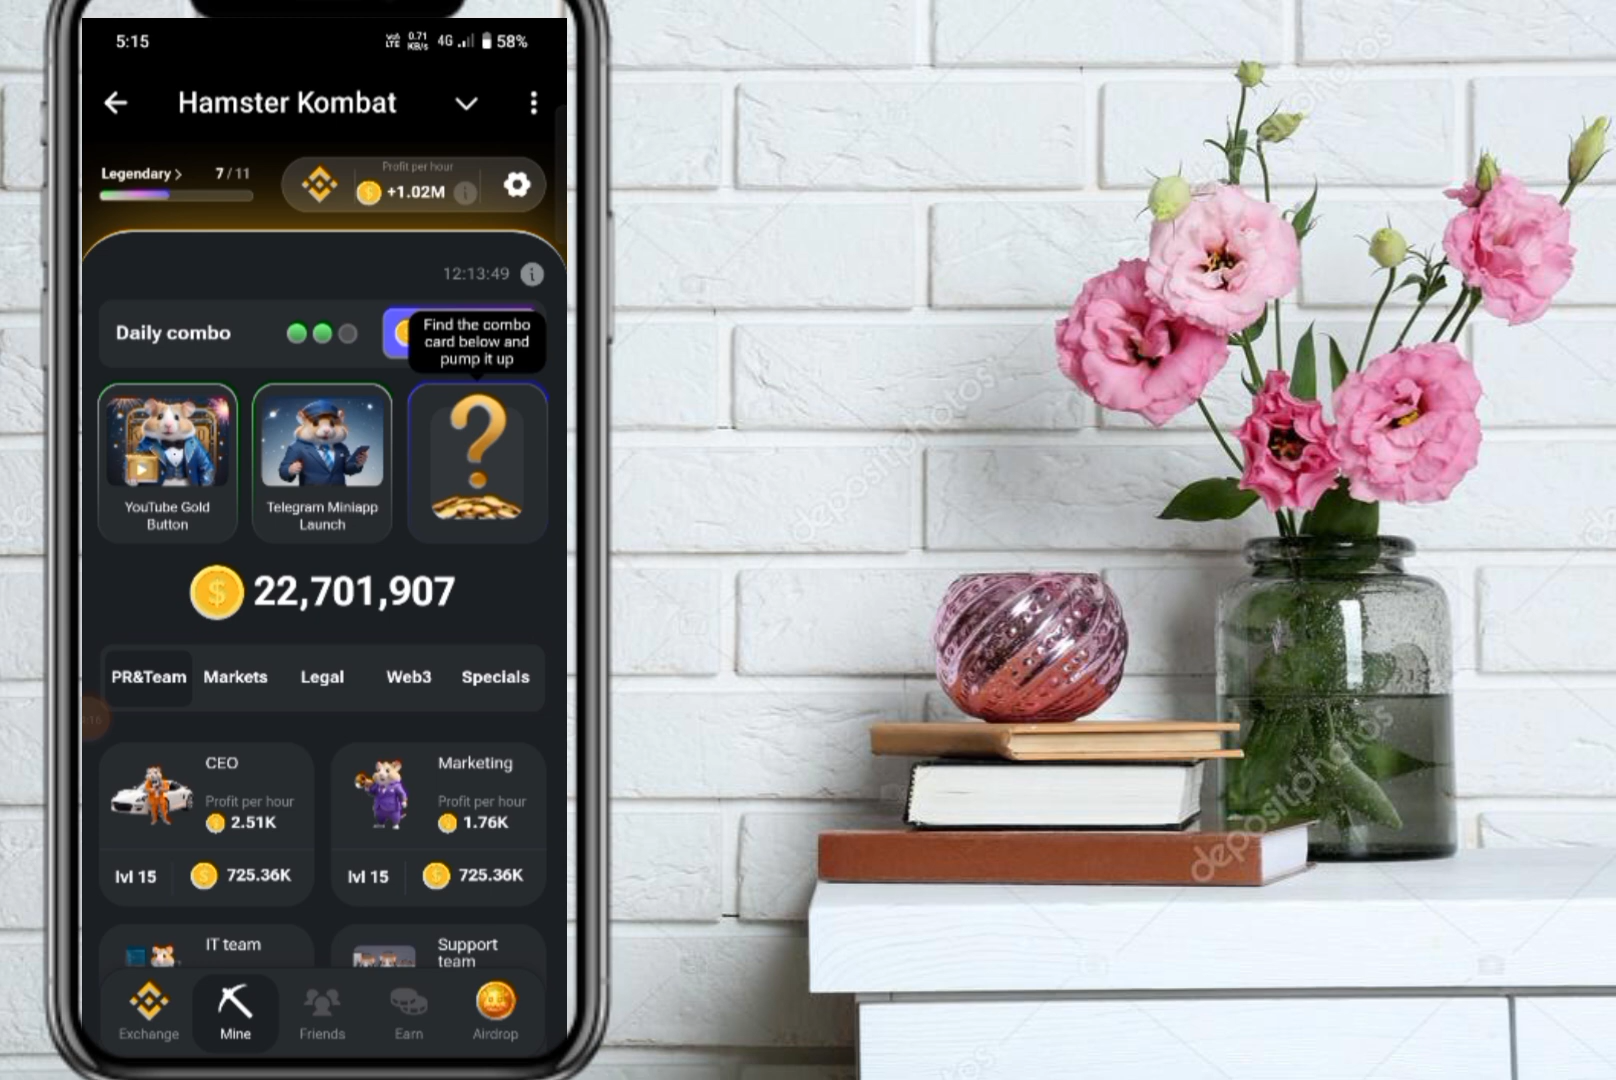 5:15
Vo)) LTE 0.71 KB/s 4G 58%
Hamster Kombat
Legendary > 7/11
Profit per hour
+1.02M
12:13:49
Daily combo
Find the combo
card below and
pump it up
YouTube Gold
Button
Telegram Miniapp
Launch
22,701,907
PR&Team Markets Legal Web3 Specials
CEO
Profit per hour
2.51K
lvl 15 725.36K
Marketing
Profit per hour
1.76K
lvl 15 725.36K
IT team
Support
team
Exchange Mine Friends Earn Airdrop
depositphotos
depositphotos
depositphotos